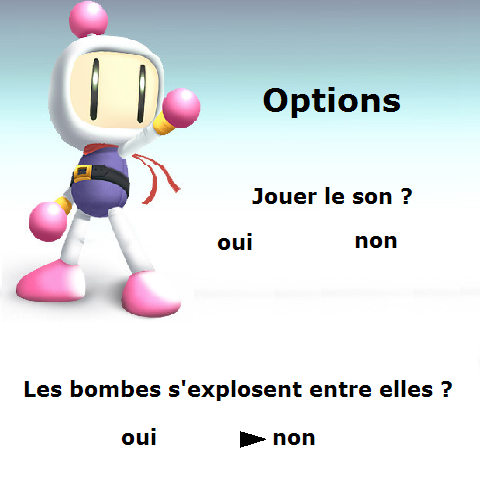 Options
Jouer le son ?
oui non
Les bombes s'explosent entre elles ?
oui non